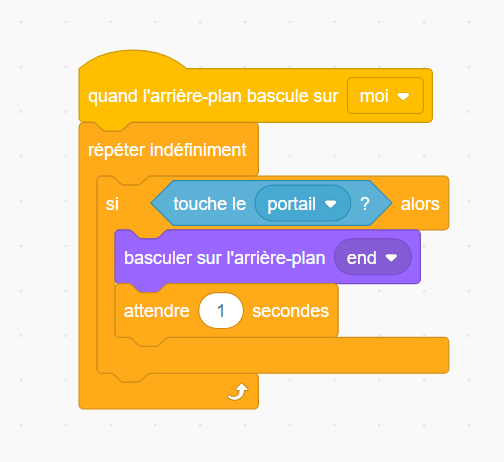 quand l'arrière-plan bascule sur moi
répéter indéfiniment
si touche le portail ? alors
basculer sur l'arrière-plan end
attendre 1 secondes